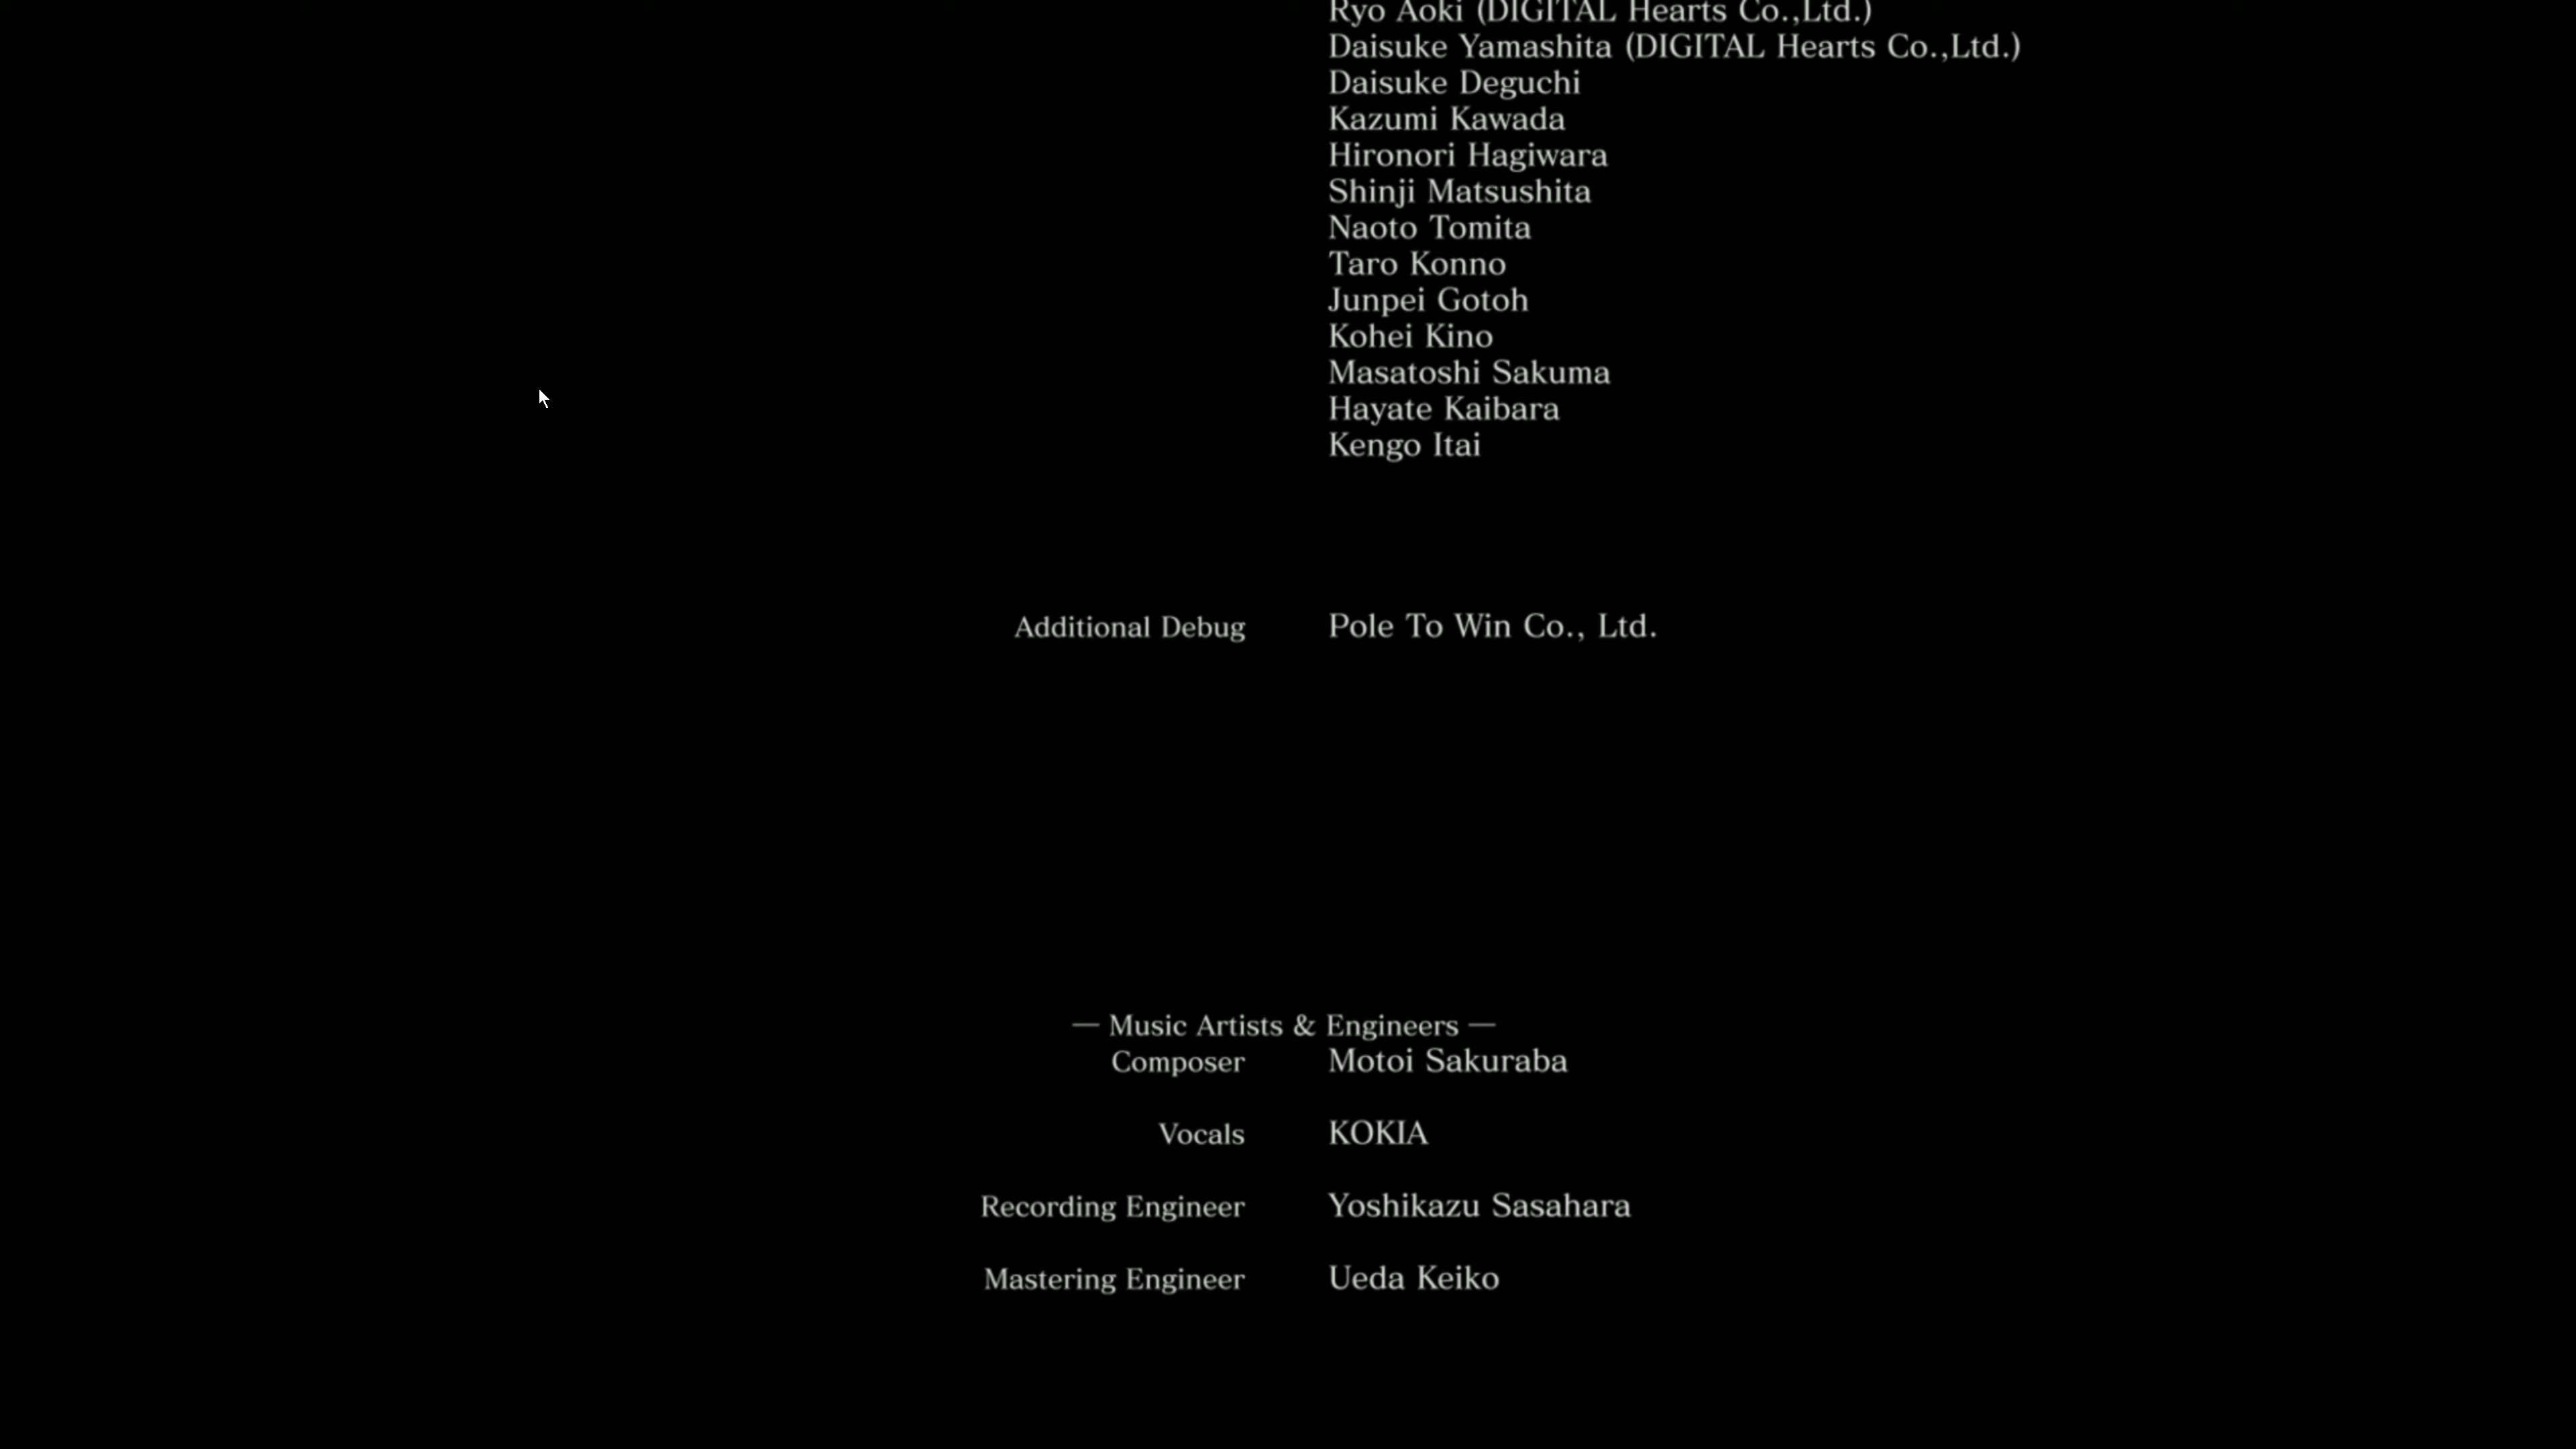 Ryo Aoki (DIGITAL Hearts Co.,Ltd.)
Daisuke Yamashita (DIGITAL Hearts Co.,Ltd.)
Daisuke Deguchi
Kazumi Kawada
Hironori Hagiwara
Shinji Matsushita
Naoto Tomita
Taro Konno
Junpei Gotoh
Kohei Kino
Masatoshi Sakuma
Hayate Kaibara
Kengo Itai
Additional Debug Pole To Win Co., Ltd.
— Music Artists & Engineers —
Composer Motoi Sakuraba
Vocals KOKIA
Recording Engineer Yoshikazu Sasahara
Mastering Engineer Ueda Keiko